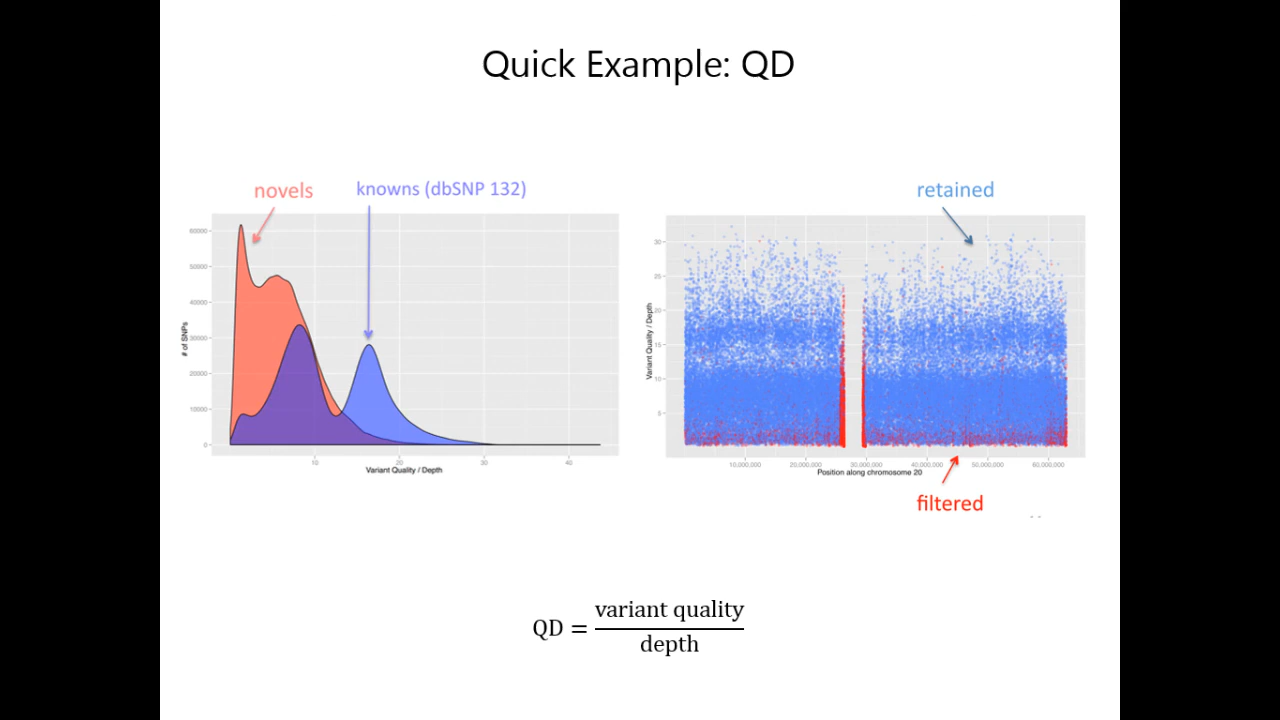 Quick Example: QD
novels
knowns (dbSNP 132)
60000
50000
40000
30000
20000
10000
0
# of SNPs
10
20
30
40
Variant Quality / Depth
retained
30
25
20
15
10
5
Variant Quality / Depth
10,000,000
20,000,000
30,000,000
40,000,000
50,000,000
60,000,000
Position along chromosome 20
filtered
QD = variant quality
depth